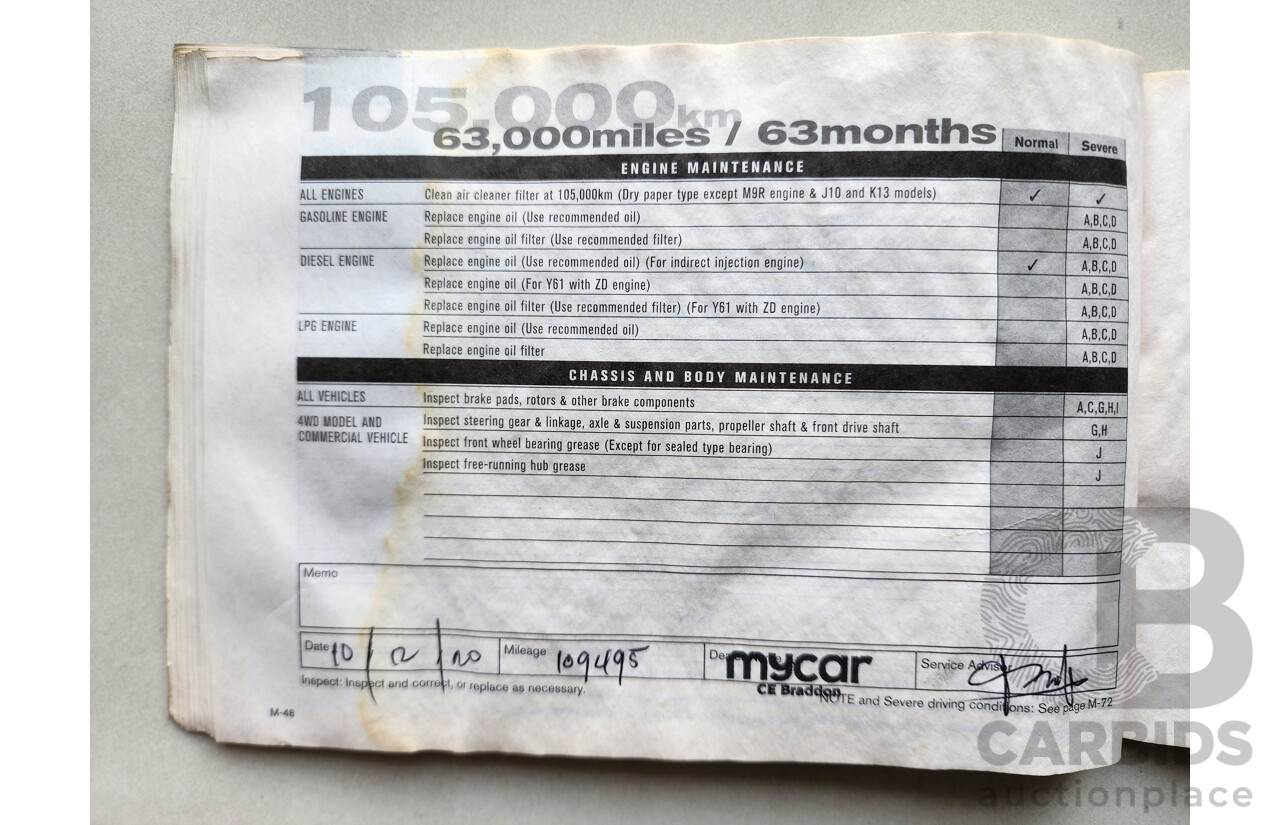 105,000km
63,000miles / 63months
Normal Severe
ENGINE MAINTENANCE
ALL ENGINES Clean air cleaner filter at 105,000km (Dry paper type except M9R engine & J10 and K13 models) ✓ ✓
GASOLINE ENGINE Replace engine oil (Use recommended oil) A,B,C,D
Replace engine oil filter (Use recommended filter) A,B,C,D
DIESEL ENGINE Replace engine oil (Use recommended oil) (For indirect injection engine) ✓ A,B,C,D
Replace engine oil (For Y61 with ZD engine) A,B,C,D
Replace engine oil filter (Use recommended filter) (For Y61 with ZD engine) A,B,C,D
LPG ENGINE Replace engine oil (Use recommended oil) A,B,C,D
Replace engine oil filter A,B,C,D
CHASSIS AND BODY MAINTENANCE
ALL VEHICLES Inspect brake pads, rotors & other brake components A,C,G,H,I
4WD MODEL AND Inspect steering gear & linkage, axle & suspension parts, propeller shaft & front drive shaft G,H
COMMERCIAL VEHICLE Inspect front wheel bearing grease (Except for sealed type bearing) J
Inspect free-running hub grease J
Memo
Date 10 / 12 / 20 Mileage 109495 mycar Service Advisor
CE Braddon
Inspect: Inspect and correct, or replace as necessary. NOTE and Severe driving conditions: See page M-72
M-46
CARBIDS
auctionplace